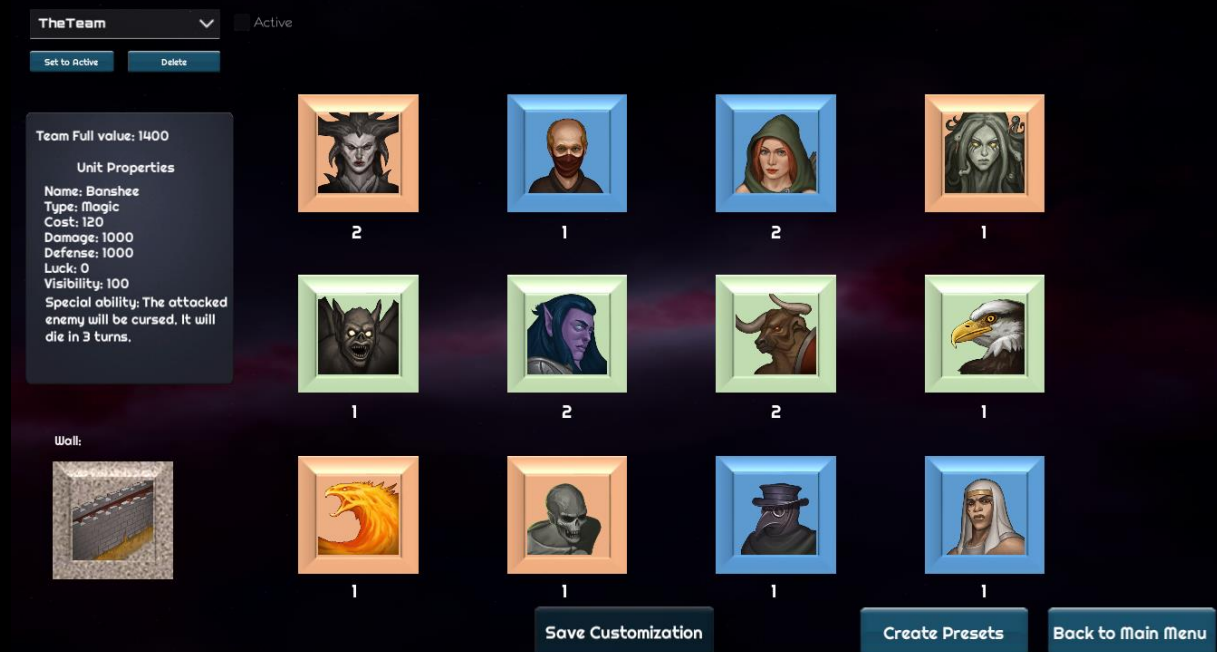 TheTeam
Active
Set to Active
Delete
Team Full value: 1400
Unit Properties
Name: Banshee
Type: Magic
Cost: 120
Damage: 1000
Defense: 1000
Luck: 0
Visibility: 100
Special ability: The attacked
enemy will be cursed. It will
die in 3 turns.
Wall:
2
1
2
1
1
2
2
1
1
1
1
1
Save Customization
Create Presets
Back to Main Menu